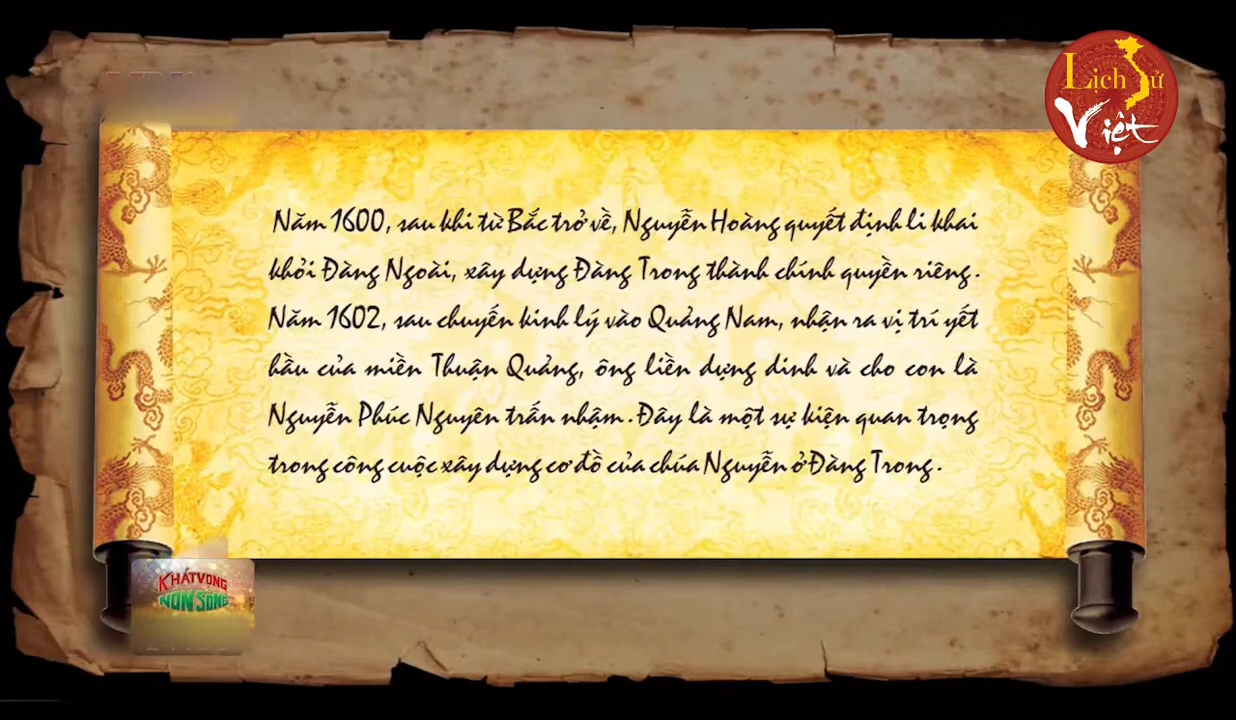 Lịch Sử
Việt
Năm 1600, sau khi từ Bắc trở về, Nguyễn Hoàng quyết định li khai
khỏi Đàng Ngoài, xây dựng Đàng Trong thành chính quyền riêng.
Năm 1602, sau chuyến kinh lý vào Quảng Nam, nhận ra vị trí yết
hầu của miền Thuận Quảng, ông liền dựng dinh và cho con là
Nguyễn Phúc Nguyên trấn nhậm. Đây là một sự kiện quan trọng
trong công cuộc xây dựng cơ đồ của chúa Nguyễn ở Đàng Trong.
KHÁT VỌNG
NON SÔNG